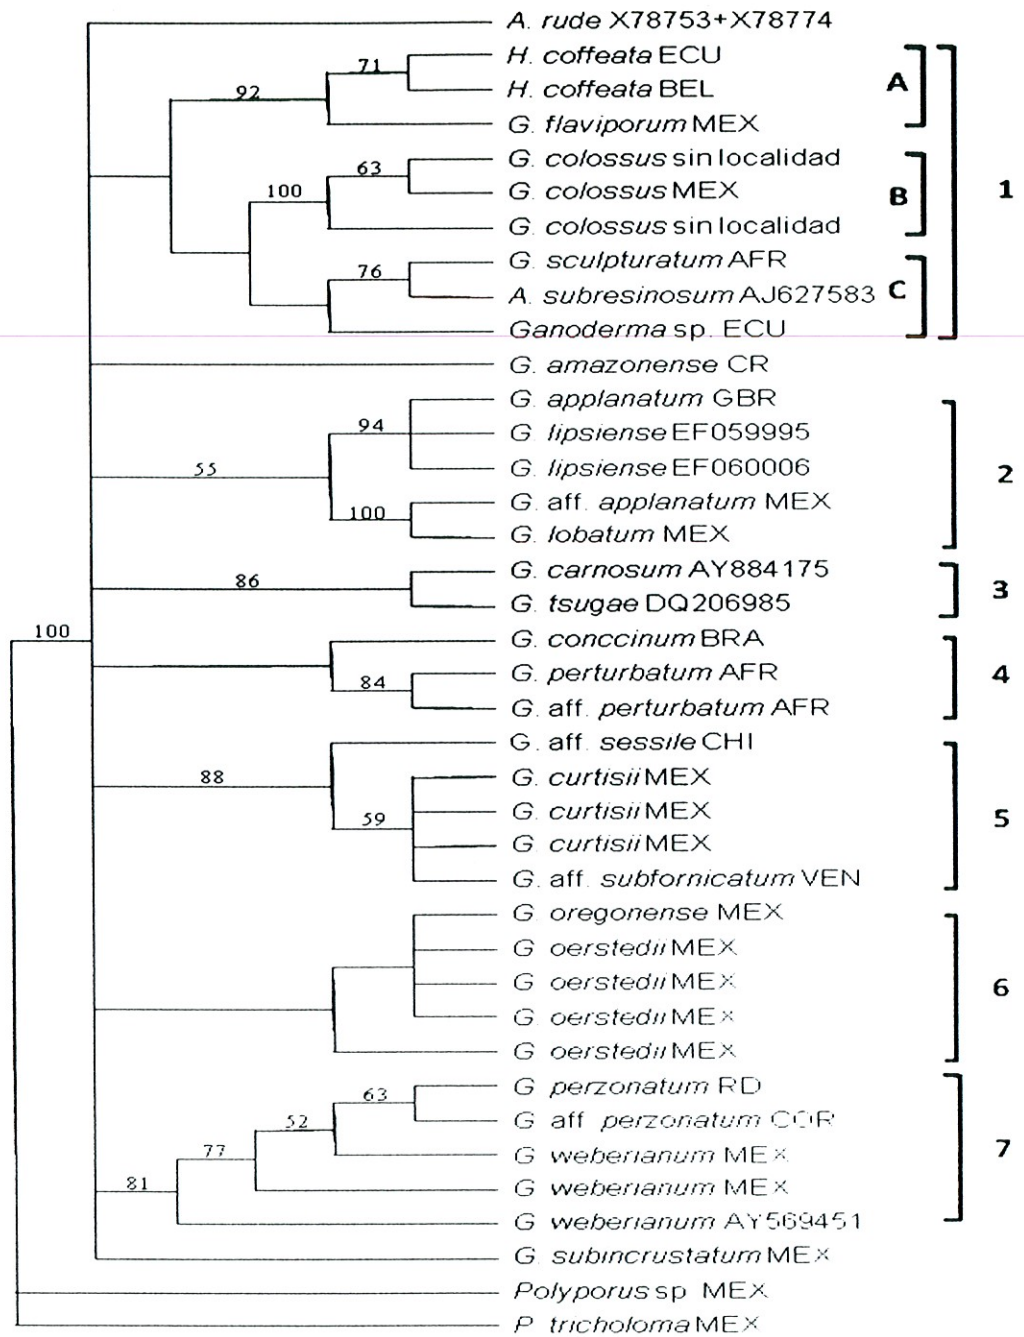 A. rude X78753+X78774
H. coffeata ECU
71
H. coffeata BEL
A
92
G. flaviporum MEX
G. colossus sin localidad
63
G. colossus MEX
1
100
B
G. colossus sin localidad
G. sculpturatum AFR
76
A. subresinosum AJ627583
C
Ganoderma sp. ECU
G. amazonense CR
G. applanatum GBR
94
G. lipsiense EF059995
55
G. lipsiense EF060006
2
G. aff. applanatum MEX
100
G. lobatum MEX
G. carnosum AY884175
86
3
G. tsugae DQ206985
100
G. conccinum BRA
G. perturbatum AFR
4
84
G. aff. perturbatum AFR
G. aff. sessile CHI
88
G. curtisii MEX
G. curtisii MEX
59
5
G. curtisii MEX
G. aff. subfornicatum VEN
G. oregonense MEX
G oerstedii MEX
G oerstedii MEX
6
G oerstedii MEX
G oerstedii MEX
G perzonatum RD
63
G aff perzonatum COR
52
77
G weberianum MEX
7
81
G weberianum MEX
G weberianum AY569451
G subincrustatum MEX
Polyporus sp MEX
P tricholoma MEX